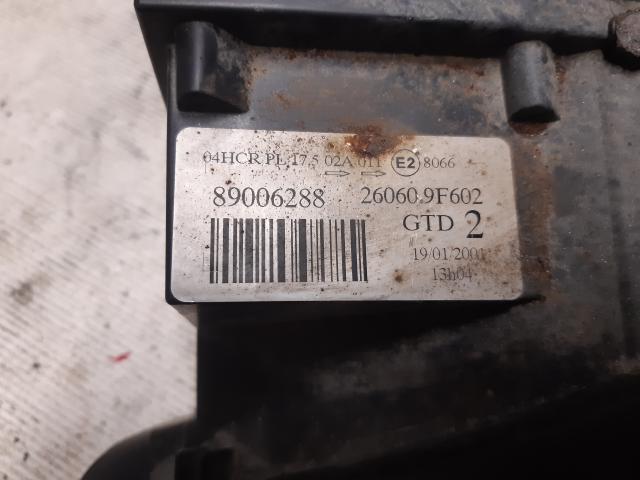 04HCR PL 17.5 02A 011 E2 8066
→ →
89006288 26060.9F602
GTD 2
19/01/2001
13h04